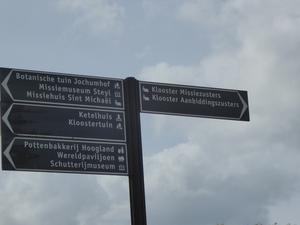 Botanische tuin Jochumhof
Missiemuseum Steyl
Missiehuis Sint Michaël
Ketelhuis
Kloostertuin
Pottenbakkerij Hoogland
Wereldpaviljoen
Schutterijmuseum
Klooster Missiezusters
Klooster Aanbiddingszusters